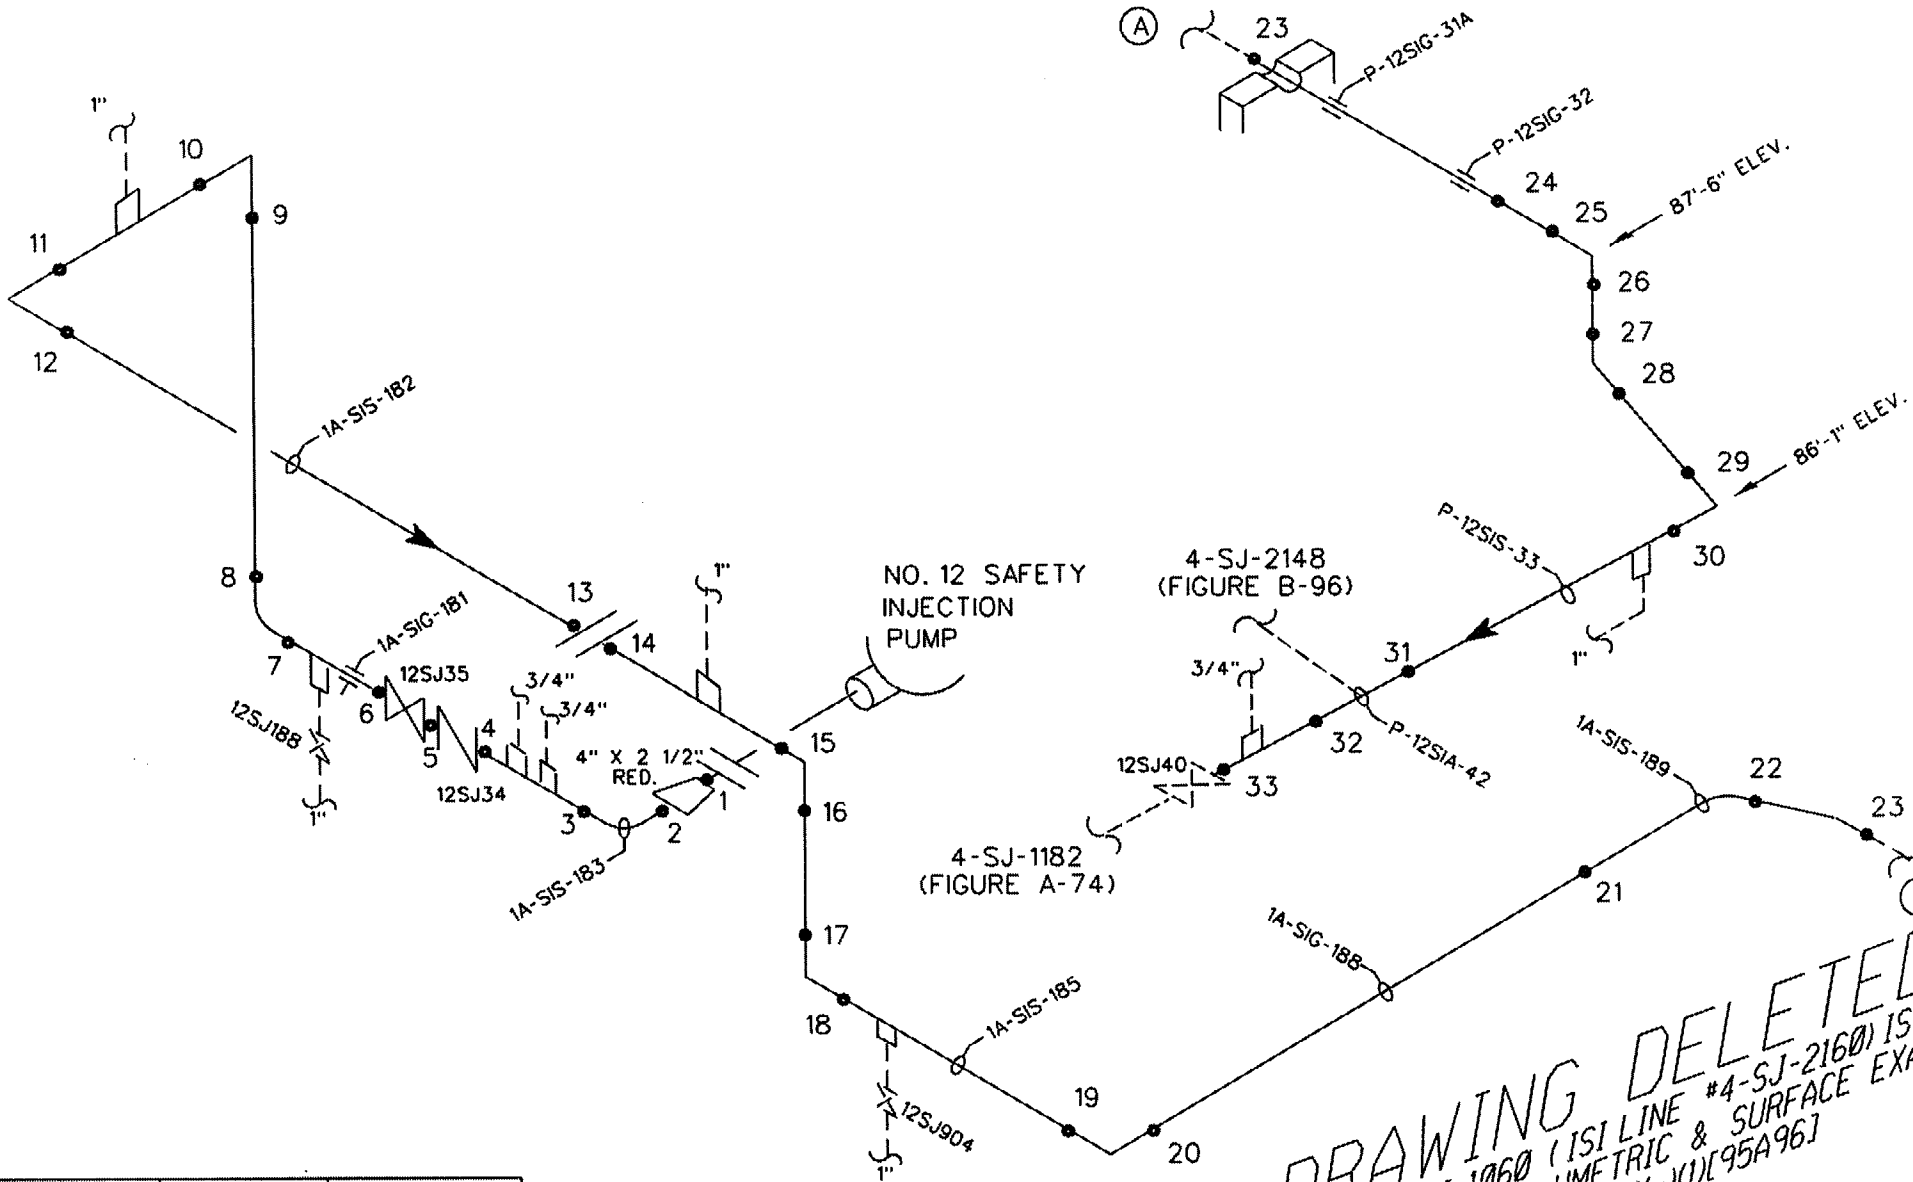 A
23
P-12SIG-31A
P-12SIG-32
24
25
87'-6" ELEV.
26
27
28
29
86'-1" ELEV.
30
P-12SIS-33
1"
31
4-SJ-2148
(FIGURE B-96)
3/4"
32
P-12SIA-42
12SJ40
33
4-SJ-1182
(FIGURE A-74)
1"
10
9
11
12
1A-SIS-182
8
7
1A-SIG-181
12SJ35
6
5
4
12SJ188
1"
12SJ34
3/4"
3/4"
4" X 2 1/2"
RED.
3
2
1
1A-SIS-183
13
14
1"
NO. 12 SAFETY
INJECTION
PUMP
15
16
17
18
1A-SIS-185
12SJ904
1"
19
20
1A-SIG-188
21
1A-SIS-189
22
23
DRAWING DELETED
1060 (ISI LINE #4-SJ-2160) IS
& SURFACE
(1)[95A96]